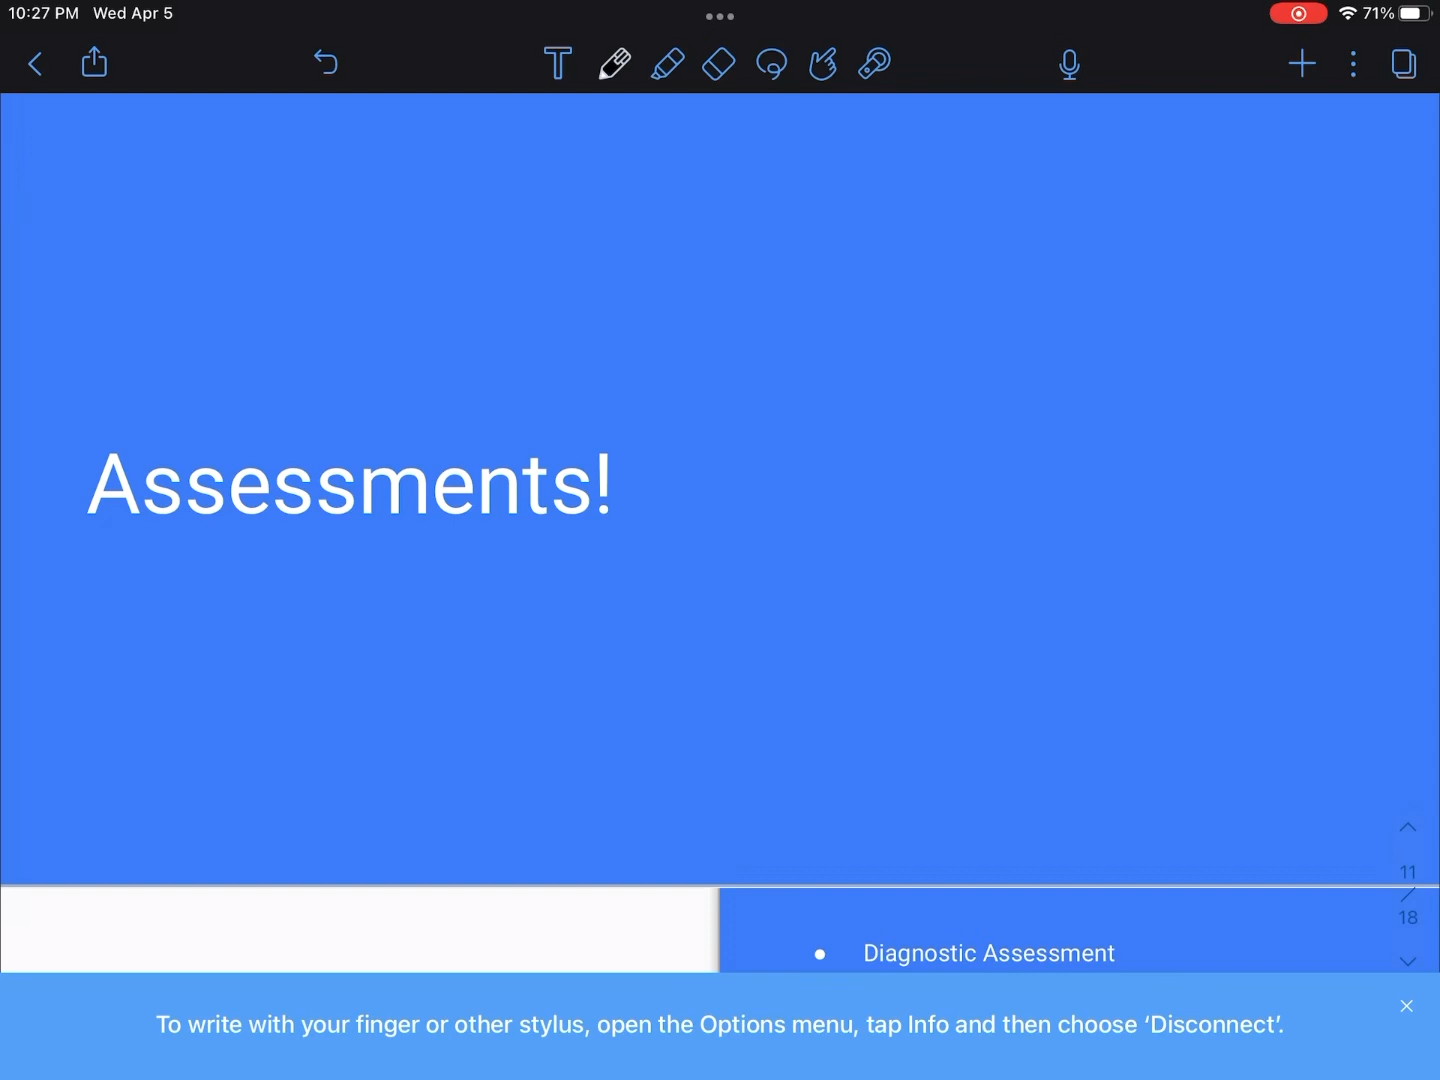 10:27 PM Wed Apr 5
71%
Assessments!
11
18
Diagnostic Assessment
To write with your finger or other stylus, open the Options menu, tap Info and then choose ‘Disconnect’.